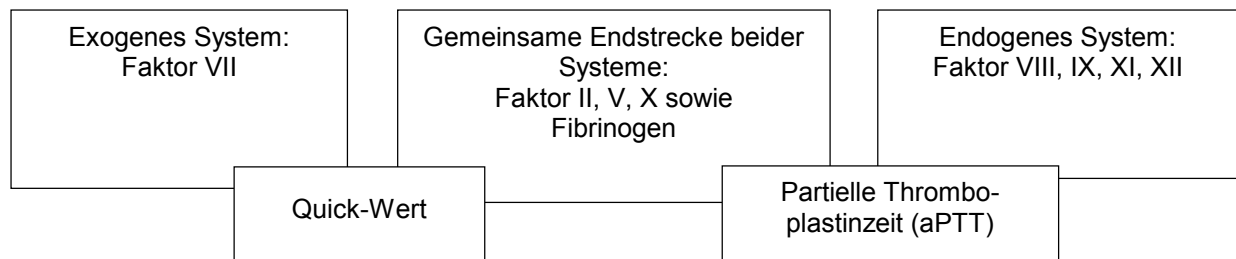 Exogenes System:
Faktor VII
Gemeinsame Endstrecke beider
Systeme:
Faktor II, V, X sowie
Fibrinogen
Endogenes System:
Faktor VIII, IX, XI, XII
Quick-Wert
Partielle Thrombo-
plastinzeit (aPTT)